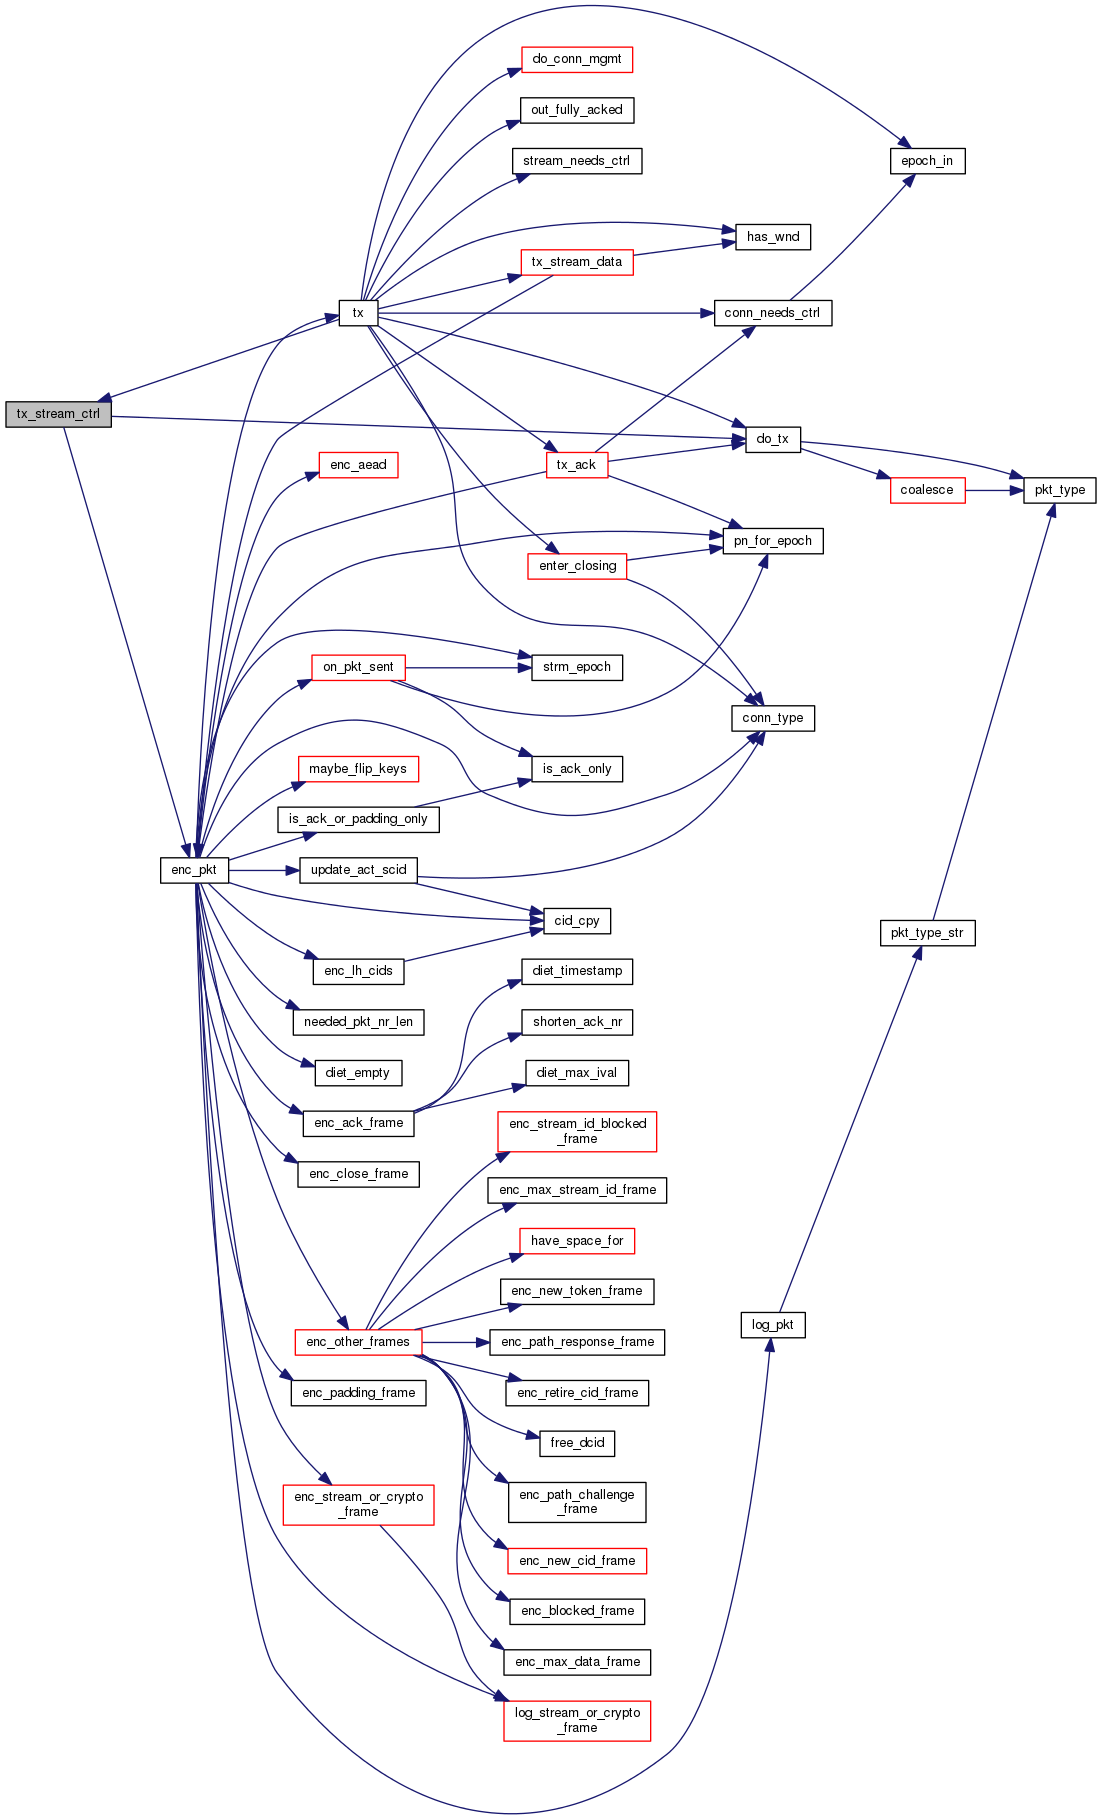 do_conn_mgmt
out_fully_acked
stream_needs_ctrl
epoch_in
has_wnd
tx_stream_data
tx
conn_needs_ctrl
tx_stream_ctrl
do_tx
enc_aead
tx_ack
coalesce
pkt_type
pn_for_epoch
enter_closing
on_pkt_sent
strm_epoch
conn_type
maybe_flip_keys
is_ack_only
is_ack_or_padding_only
enc_pkt
update_act_scid
cid_cpy
pkt_type_str
enc_lh_cids
diet_timestamp
needed_pkt_nr_len
shorten_ack_nr
diet_empty
diet_max_ival
enc_ack_frame
enc_stream_id_blocked
_frame
enc_close_frame
enc_max_stream_id_frame
have_space_for
enc_new_token_frame
log_pkt
enc_other_frames
enc_path_response_frame
enc_padding_frame
enc_retire_cid_frame
free_dcid
enc_stream_or_crypto
_frame
enc_path_challenge
_frame
enc_new_cid_frame
enc_blocked_frame
enc_max_data_frame
log_stream_or_crypto
_frame